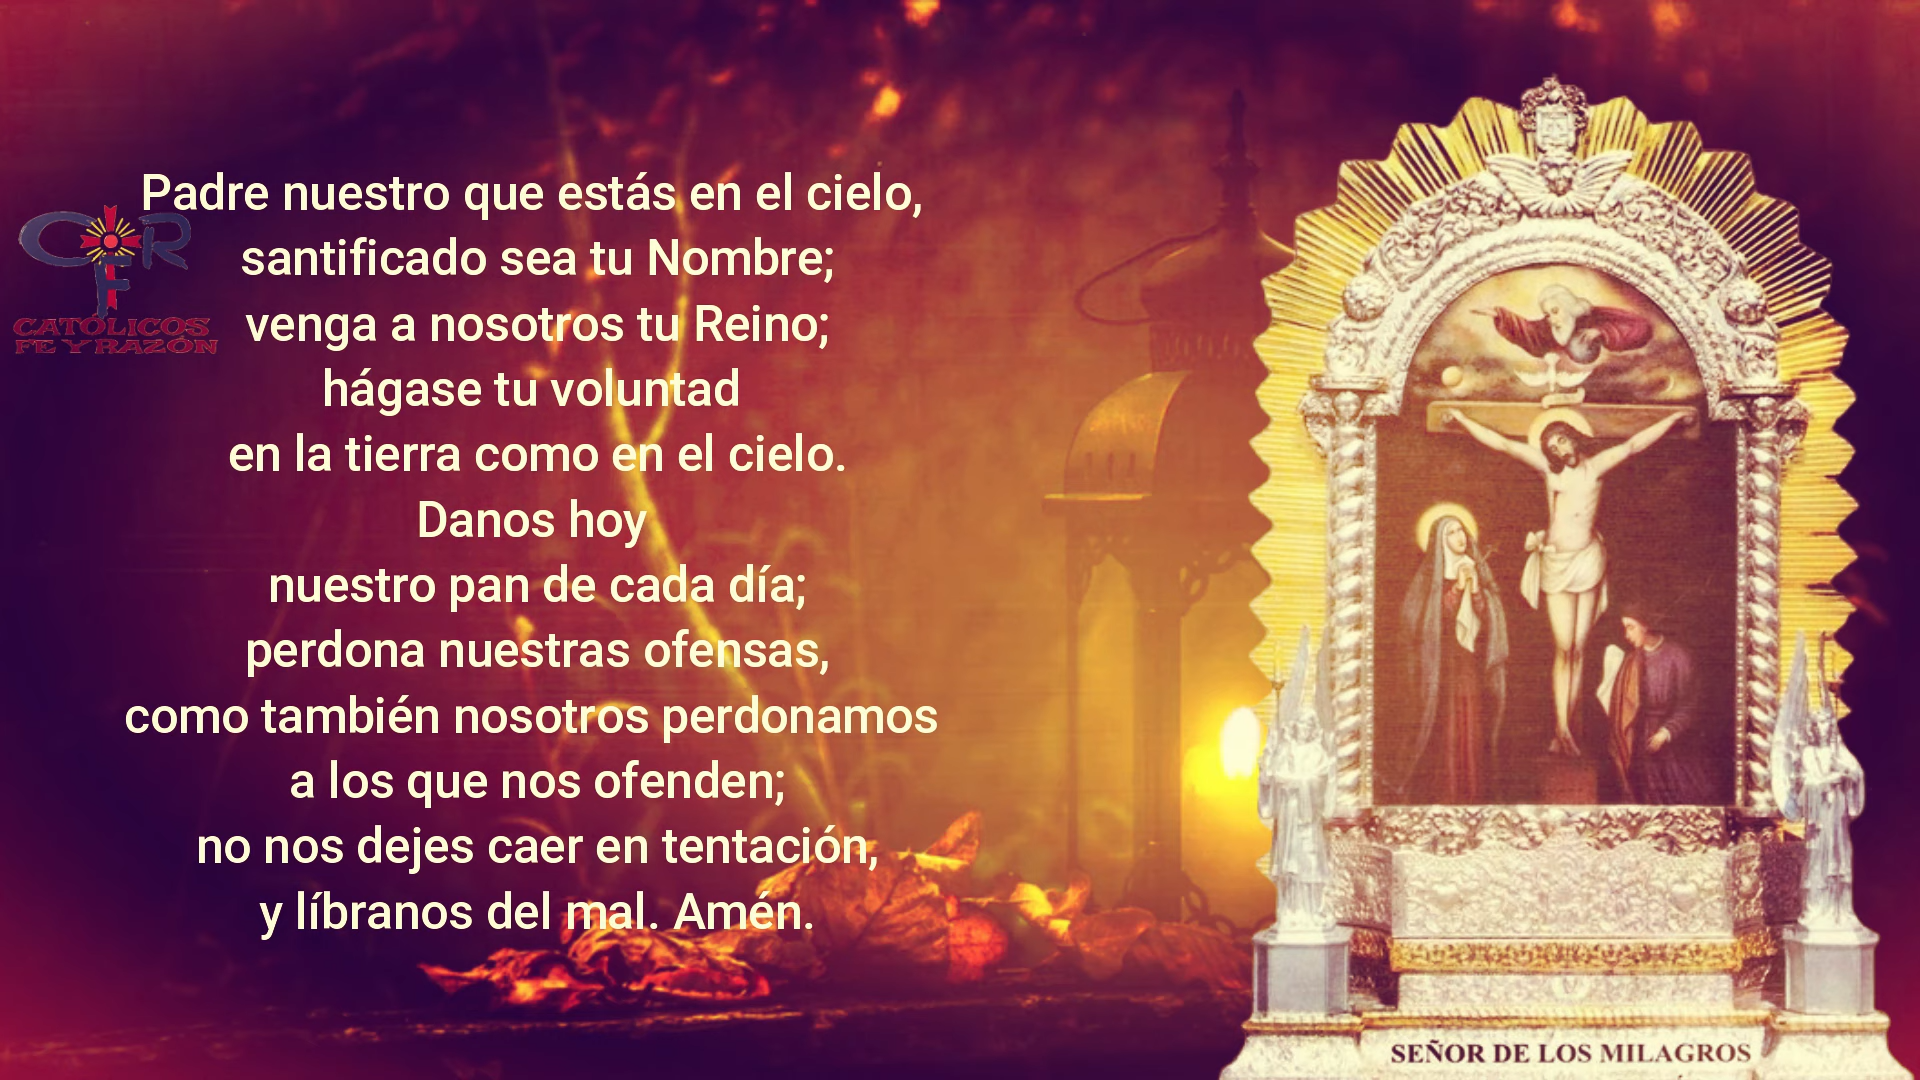 Padre nuestro que estás en el cielo,
santificado sea tu Nombre;
venga a nosotros tu Reino;
hágase tu voluntad
en la tierra como en el cielo.
Danos hoy
nuestro pan de cada día;
perdona nuestras ofensas,
como también nosotros perdonamos
a los que nos ofenden;
no nos dejes caer en tentación,
y líbranos del mal. Amén.
C R
F
CATÓLICOS
FE Y RAZÓN
SEÑOR DE LOS MILAGROS